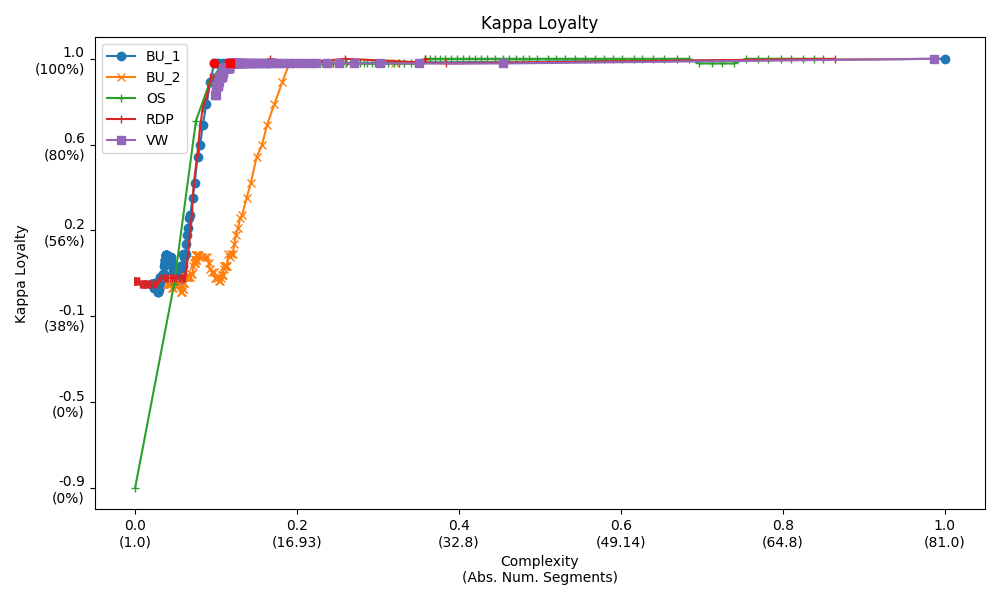 Kappa Loyalty
BU_1
BU_2
OS
RDP
VW
Kappa Loyalty
1.0
(100%)
0.6
(80%)
0.2
(56%)
-0.1
(38%)
-0.5
(0%)
-0.9
(0%)
0.0
(1.0)
0.2
(16.93)
0.4
(32.8)
0.6
(49.14)
0.8
(64.8)
1.0
(81.0)
Complexity
(Abs. Num. Segments)